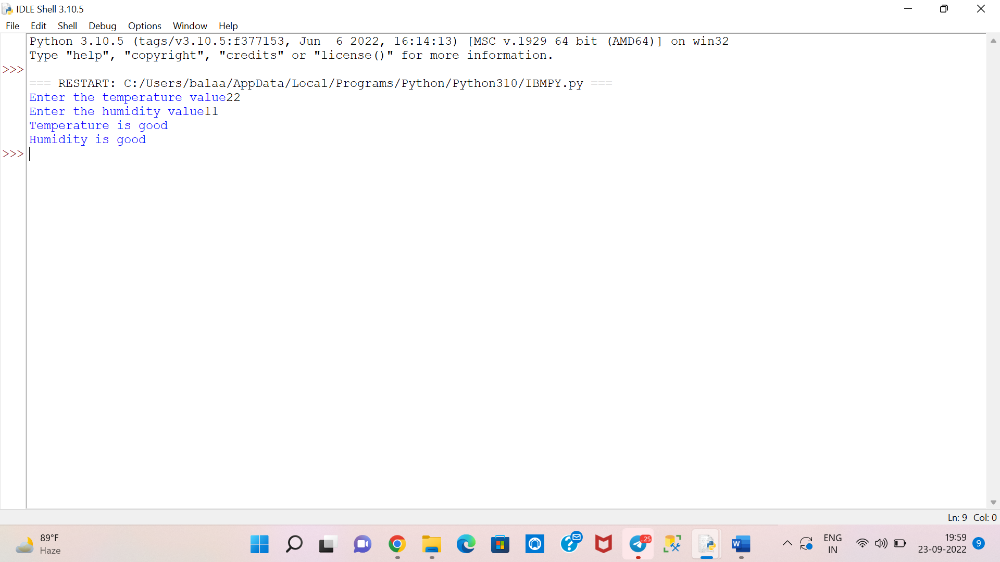 IDLE Shell 3.10.5
File Edit Shell Debug Options Window Help
Python 3.10.5 (tags/v3.10.5:f377153, Jun  6 2022, 16:14:13) [MSC v.1929 64 bit (AMD64)] on win32
Type "help", "copyright", "credits" or "license()" for more information.
>>>
=== RESTART: C:/Users/balaa/AppData/Local/Programs/Python/Python310/IBMPY.py ===
Enter the temperature value22
Enter the humidity value11
Temperature is good
Humidity is good
>>>
Ln: 9 Col: 0
89°F
Haze
..25
W
ENG
IN
19:59
23-09-2022
9